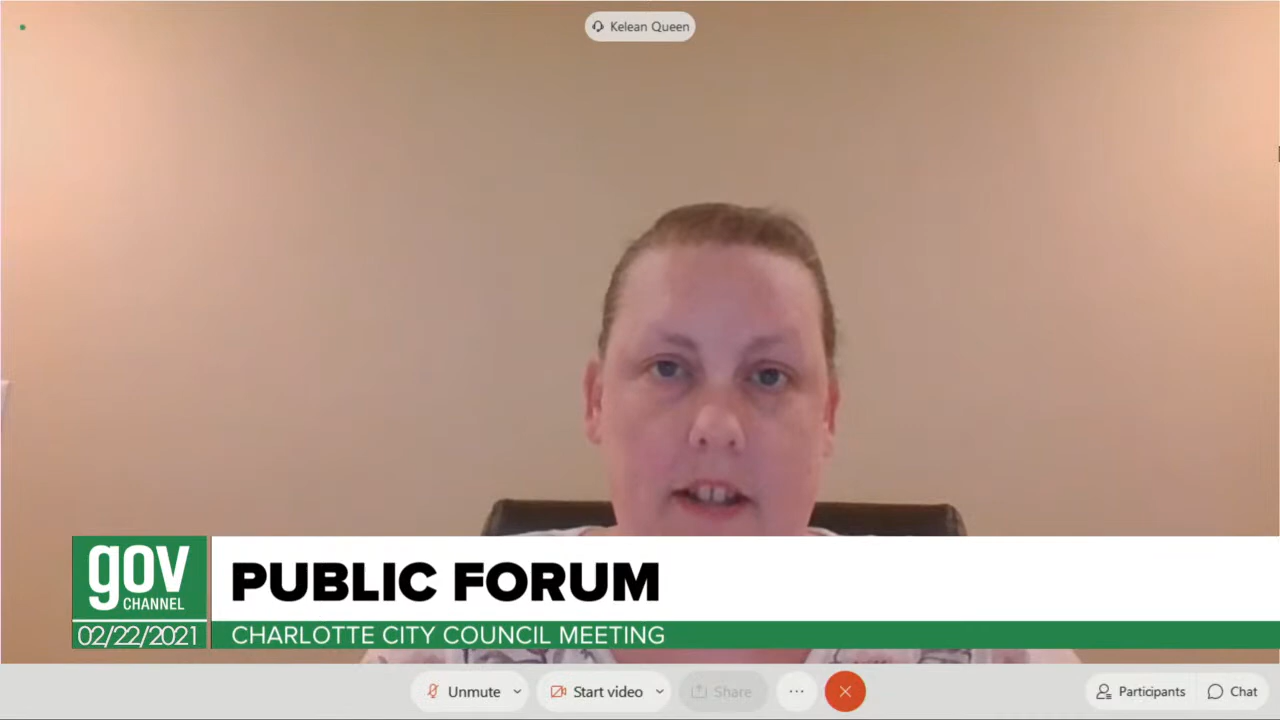 Kelean Queen
gov
CHANNEL
02/22/2021
PUBLIC FORUM
CHARLOTTE CITY COUNCIL MEETING
Unmute
Start video
Share
Participants
Chat